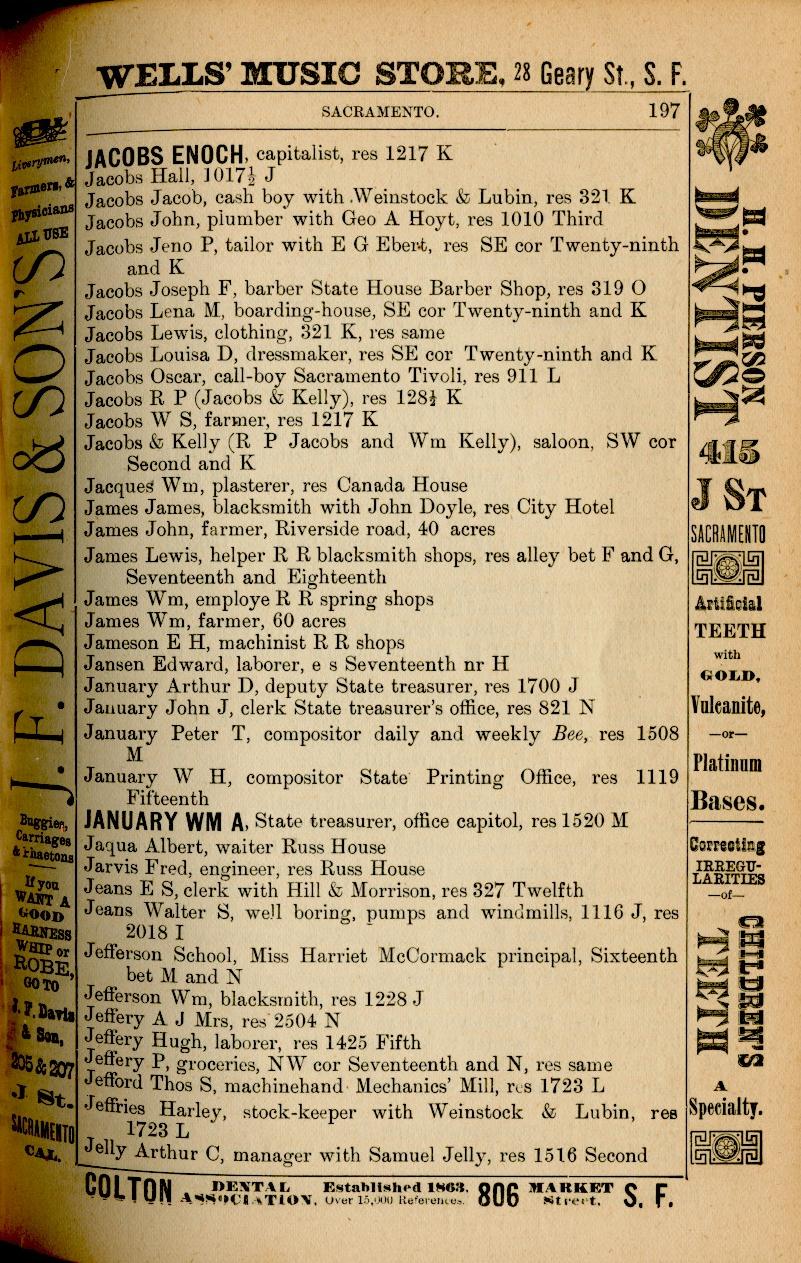 WELLS' MUSIC STORE, 28 Geary St., S. F.
SACRAMENTO. 197
JACOBS ENOCH, capitalist, res 1217 K
Jacobs Hall, 1017½ J
Jacobs Jacob, cash boy with Weinstock & Lubin, res 321 K
Jacobs John, plumber with Geo A Hoyt, res 1010 Third
Jacobs Jeno P, tailor with E G Ebert, res SE cor Twenty-ninth
and K
Jacobs Joseph F, barber State House Barber Shop, res 319 O
Jacobs Lena M, boarding-house, SE cor Twenty-ninth and K
Jacobs Lewis, clothing, 321 K, res same
Jacobs Louisa D, dressmaker, res SE cor Twenty-ninth and K
Jacobs Oscar, call-boy Sacramento Tivoli, res 911 L
Jacobs R P (Jacobs & Kelly), res 128½ K
Jacobs W S, farmer, res 1217 K
Jacobs & Kelly (R P Jacobs and Wm Kelly), saloon, SW cor
Second and K
Jacques Wm, plasterer, res Canada House
James James, blacksmith with John Doyle, res City Hotel
James John, farmer, Riverside road, 40 acres
James Lewis, helper R R blacksmith shops, res alley bet F and G,
Seventeenth and Eighteenth
James Wm, employe R R spring shops
James Wm, farmer, 60 acres
Jameson E H, machinist R R shops
Jansen Edward, laborer, e s Seventeenth nr H
January Arthur D, deputy State treasurer, res 1700 J
January John J, clerk State treasurer's office, res 821 N
January Peter T, compositor daily and weekly Bee, res 1508
M
January W H, compositor State Printing Office, res 1119
Fifteenth
JANUARY WM A, State treasurer, office capitol, res 1520 M
Jaqua Albert, waiter Russ House
Jarvis Fred, engineer, res Russ House
Jeans E S, clerk with Hill & Morrison, res 327 Twelfth
Jeans Walter S, well boring, pumps and windmills, 1116 J, res
2018 I
Jefferson School, Miss Harriet McCormack principal, Sixteenth
bet M and N
Jefferson Wm, blacksmith, res 1228 J
Jeffery A J Mrs, res 2504 N
Jeffery Hugh, laborer, res 1425 Fifth
Jeffery P, groceries, NW cor Seventeenth and N, res same
Jefford Thos S, machinehand Mechanics' Mill, res 1723 L
Jeffries Harley, stock-keeper with Weinstock & Lubin, res
1723 L
Jelly Arthur C, manager with Samuel Jelly, res 1516 Second
COLTON DENTAL ASSOCIATION. Established 1863. Over 15,000 References. 806 MARKET Street, S. F.
Liverymen,
Farmers, &
Physicians
ALL USE
J. F. DAVIS & SON'S
Buggies,
Carriages
& Phaetons
If you
WANT A
GOOD
HARNESS
WHIP or
ROBE,
GO TO
J. F. Davis
& Son,
205 & 207
J St.
SACRAMENTO
CAL.
H. H. PIERSON
DENTIST
415
J ST
SACRAMENTO
Artificial
TEETH
with
GOLD,
Vulcanite,
—or—
Platinum
Bases.
Correcting
IRREGU-
LARITIES
—of—
CHILDREN'S
TEETH
A
Specialty.